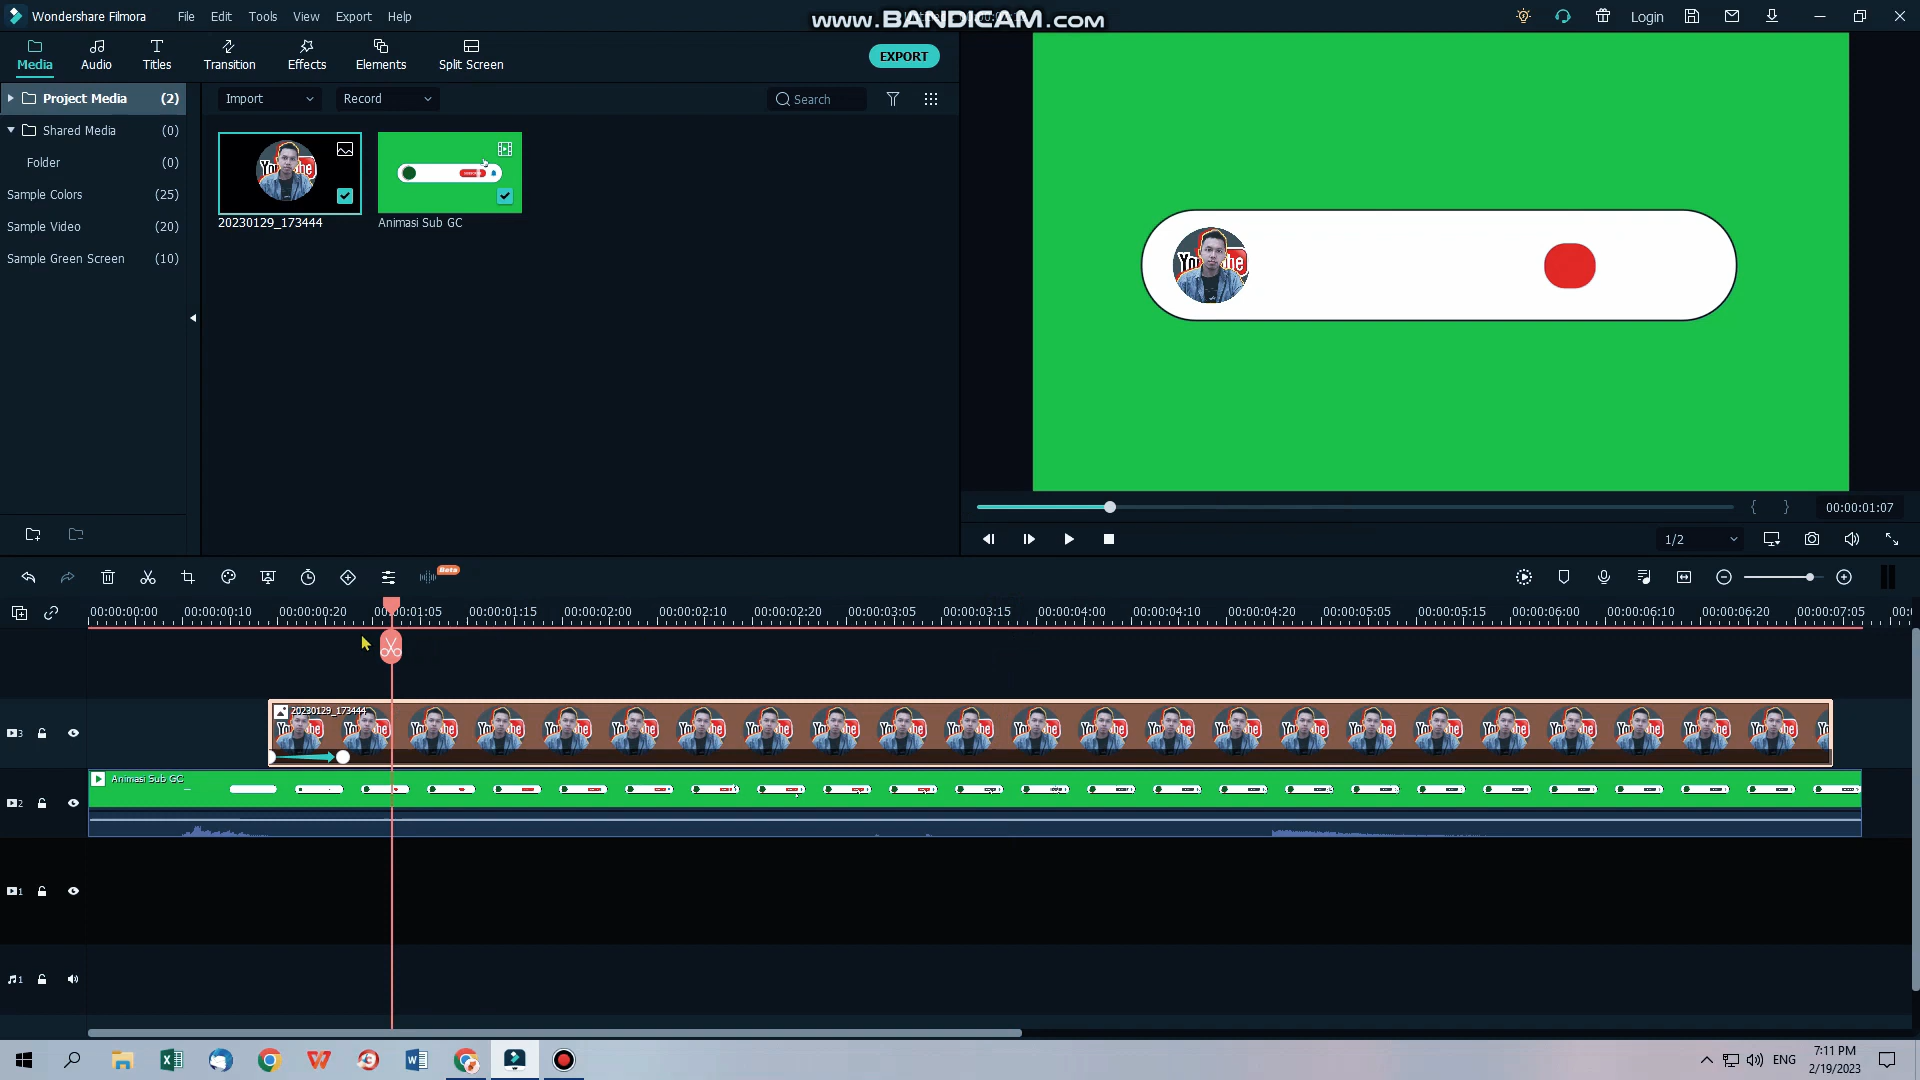 Wondershare Filmora
File
Edit
Tools
View
Export
Help
www.BANDICAM.com
Login
Media
Audio
Titles
Transition
Effects
Elements
Split Screen
EXPORT
Project Media (2)
Shared Media (0)
Folder (0)
Sample Colors (25)
Sample Video (20)
Sample Green Screen (10)
Import
Record
Search
20230129_173444
Animasi Sub GC
1/2
00:00:01:07
Beta
00:00:00:00
00:00:00:10
00:00:00:20
00:00:01:05
00:00:01:15
00:00:02:00
00:00:02:10
00:00:02:20
00:00:03:05
00:00:03:15
00:00:04:00
00:00:04:10
00:00:04:20
00:00:05:05
00:00:05:15
00:00:06:00
00:00:06:10
00:00:06:20
00:00:07:05
3
20230129_173444
2
Animasi Sub GC
1
1
ENG
7:11 PM
2/19/2023